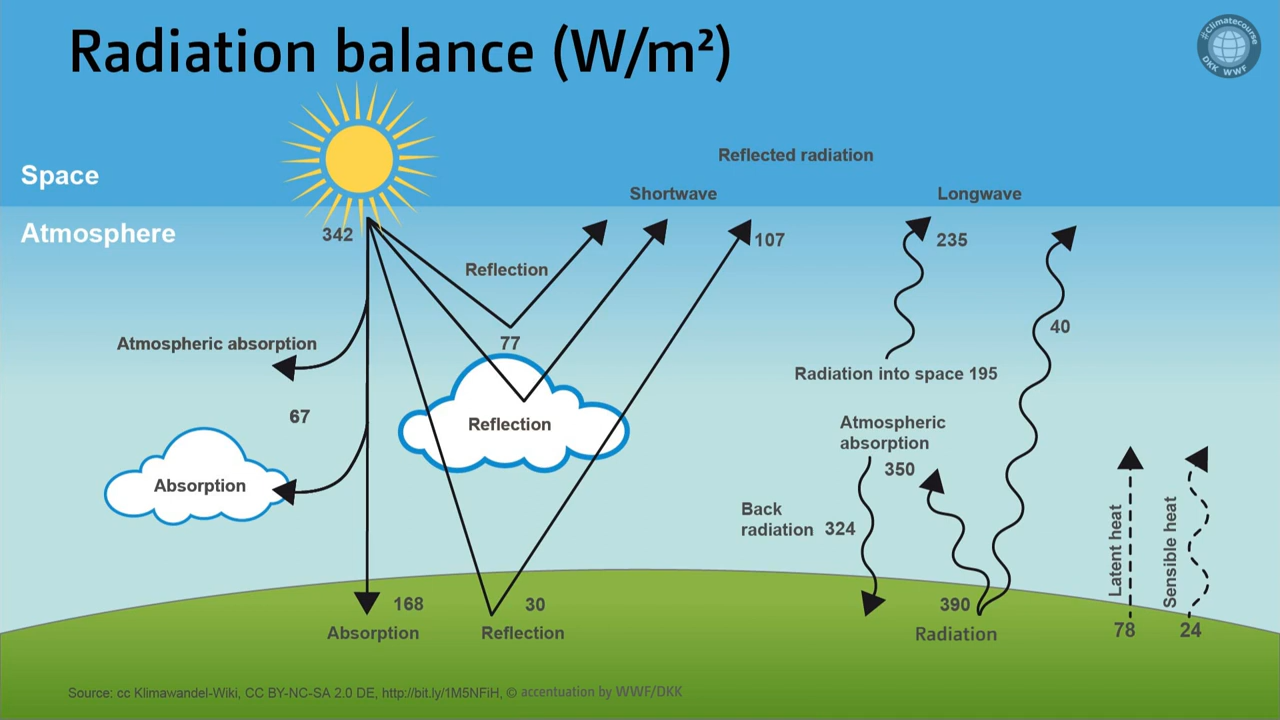 Radiation balance (W/m²)
#Climatecourse
DKK WWF
Space
Reflected radiation
Shortwave
Longwave
Atmosphere
342
107
235
Reflection
40
Atmospheric absorption
77
Radiation into space 195
67
Reflection
Atmospheric
absorption
350
Absorption
Back
radiation 324
Latent heat
Sensible heat
168
30
390
78
24
Absorption
Reflection
Radiation
Source: cc Klimawandel-Wiki, CC BY-NC-SA 2.0 DE, http://bit.ly/1M5NFiH, © accentuation by WWF/DKK